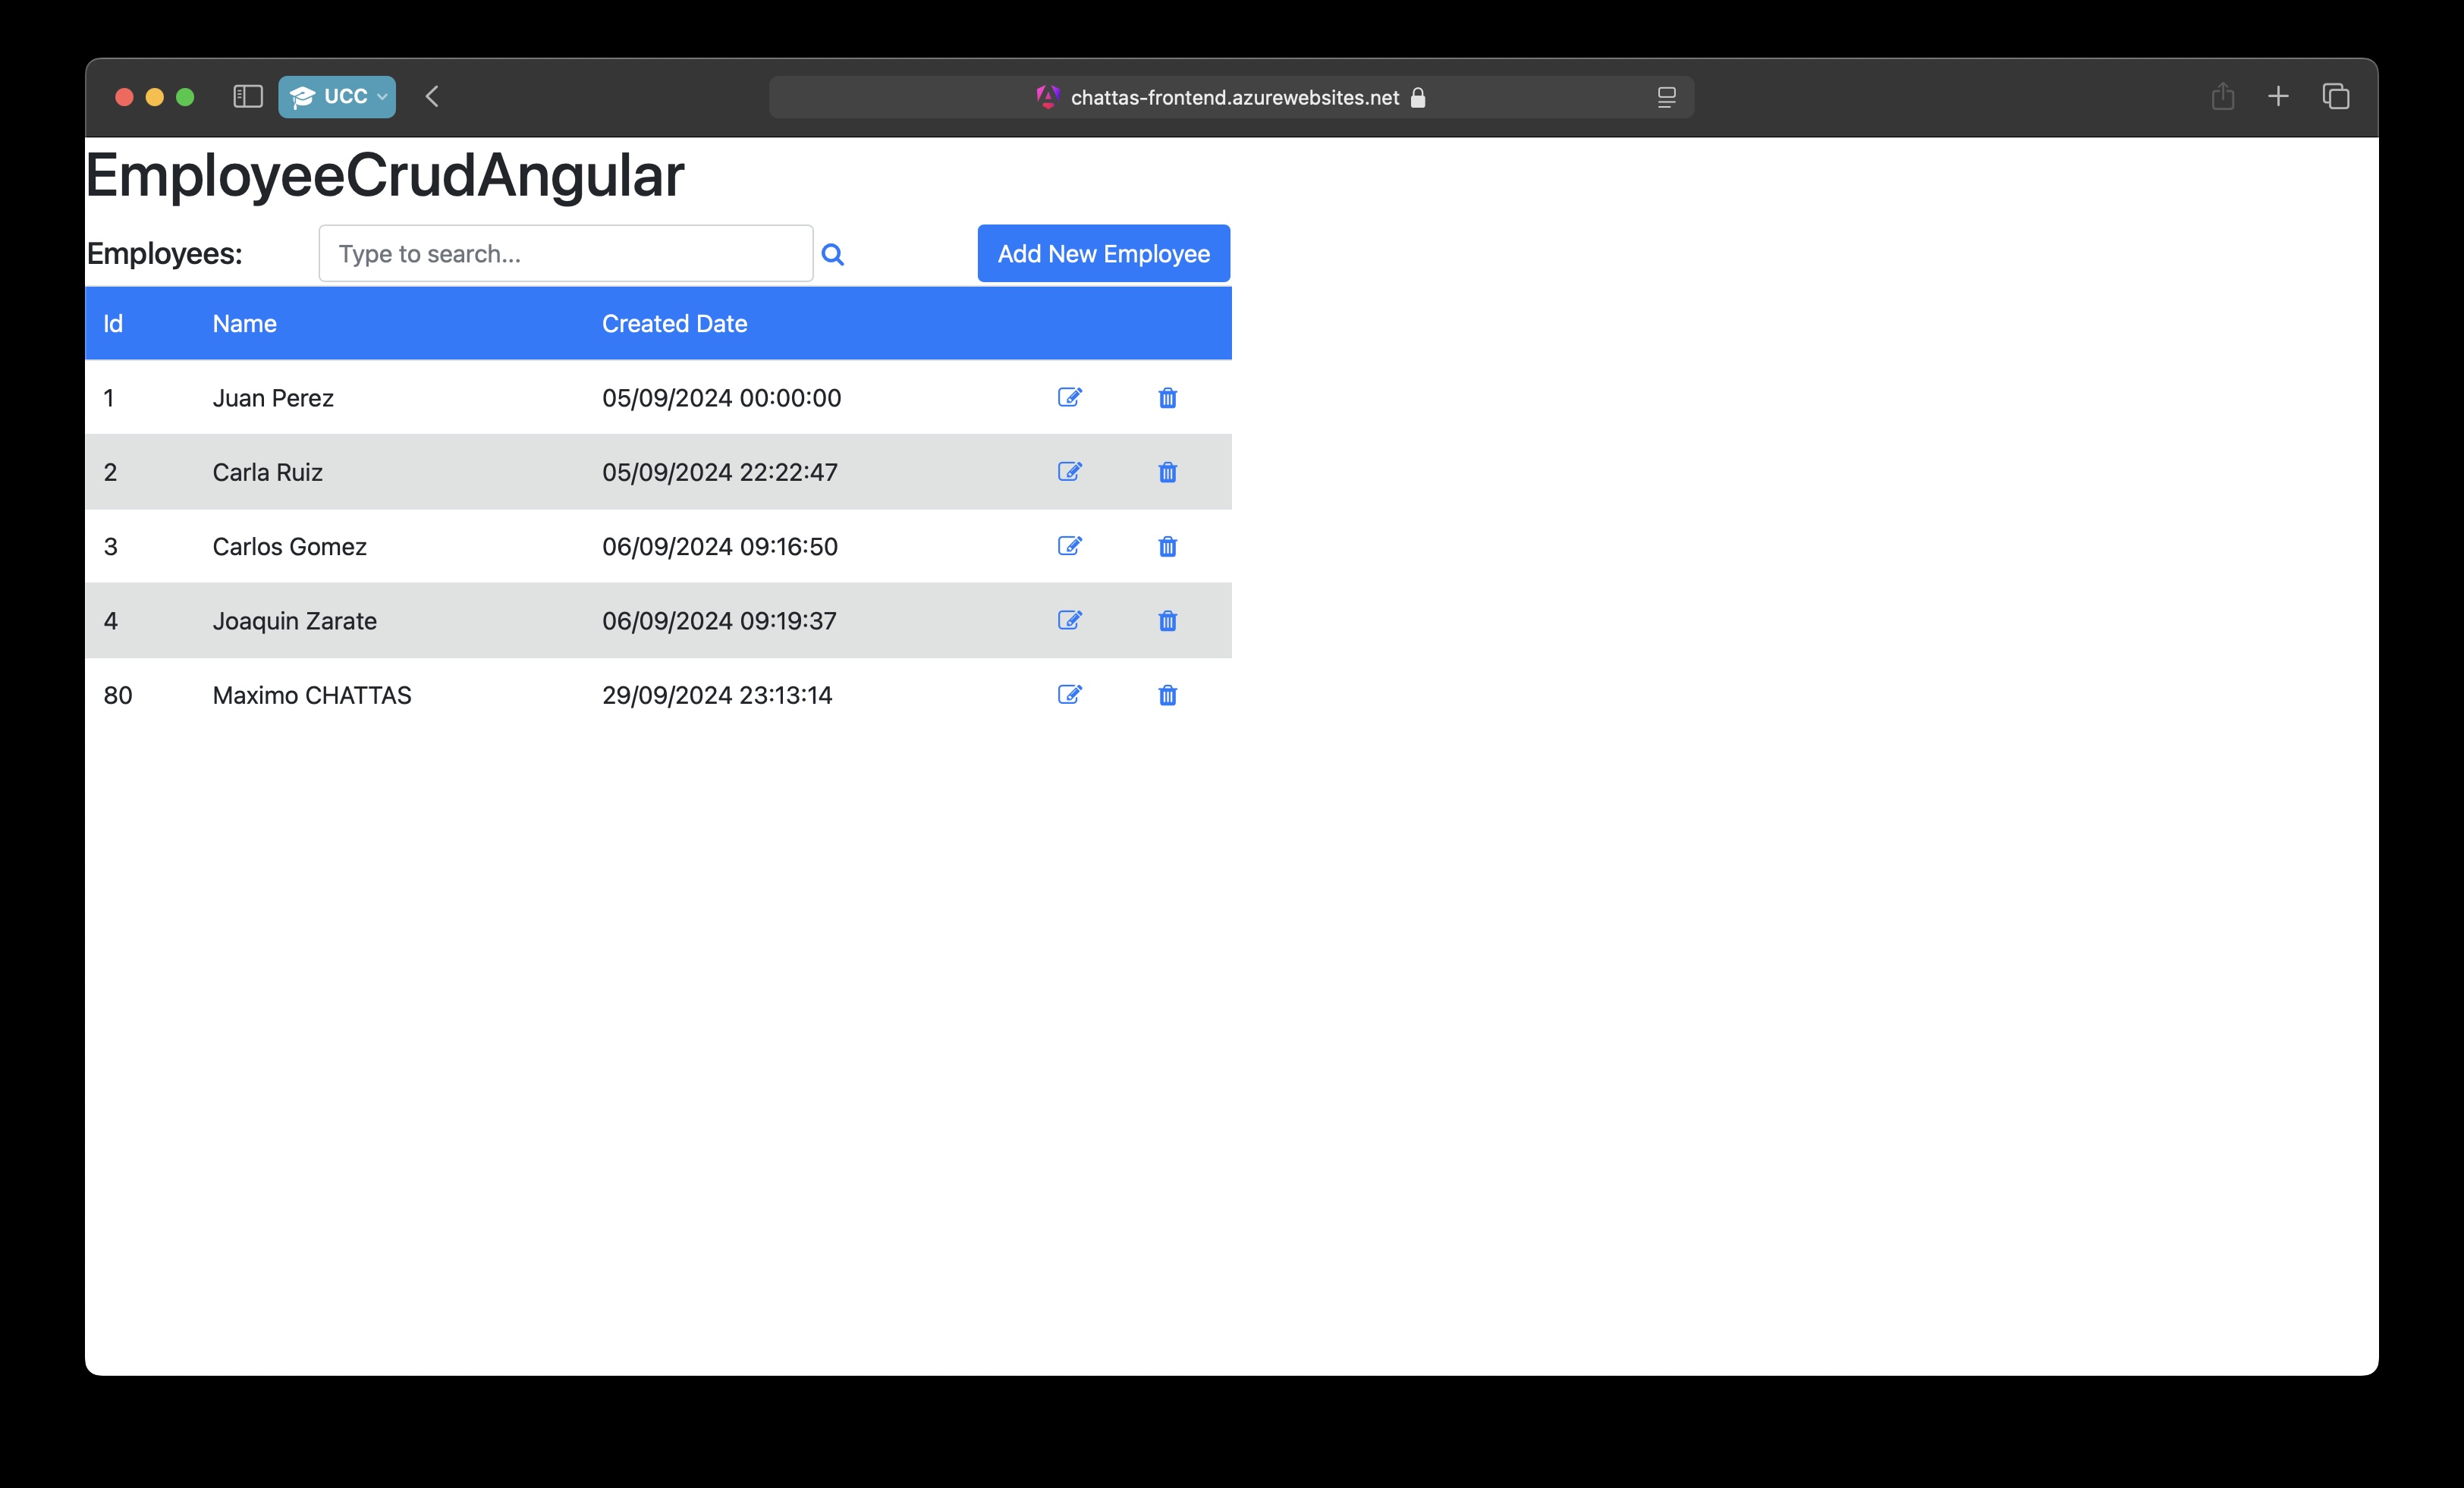 UCC
chattas-frontend.azurewebsites.net
EmployeeCrudAngular
Employees: Type to search... Add New Employee
Id Name Created Date
1 Juan Perez 05/09/2024 00:00:00
2 Carla Ruiz 05/09/2024 22:22:47
3 Carlos Gomez 06/09/2024 09:16:50
4 Joaquin Zarate 06/09/2024 09:19:37
80 Maximo CHATTAS 29/09/2024 23:13:14